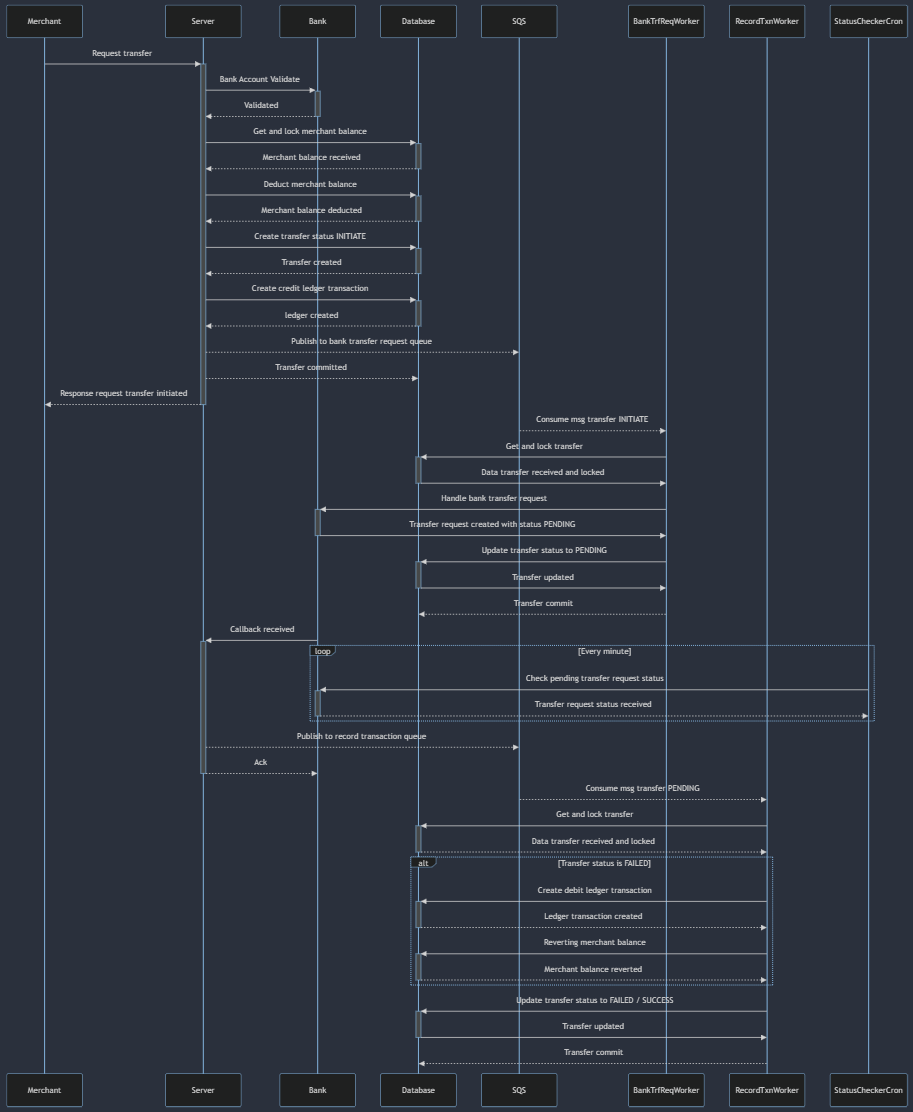 Merchant
Server
Bank
Database
SQS
BankTrfReqWorker
RecordTxnWorker
StatusCheckerCron
Request transfer
Bank Account Validate
Validated
Get and lock merchant balance
Merchant balance received
Deduct merchant balance
Merchant balance deducted
Create transfer status INITIATE
Transfer created
Create credit ledger transaction
ledger created
Publish to bank transfer request queue
Transfer committed
Response request transfer initiated
Consume msg transfer INITIATE
Get and lock transfer
Data transfer received and locked
Handle bank transfer request
Transfer request created with status PENDING
Update transfer status to PENDING
Transfer updated
Transfer commit
Callback received
loop
[Every minute]
Check pending transfer request status
Transfer request status received
Publish to record transaction queue
Ack
Consume msg transfer PENDING
Get and lock transfer
Data transfer received and locked
alt
[Transfer status is FAILED]
Create debit ledger transaction
Ledger transaction created
Reverting merchant balance
Merchant balance reverted
Update transfer status to FAILED / SUCCESS
Transfer updated
Transfer commit
Merchant
Server
Bank
Database
SQS
BankTrfReqWorker
RecordTxnWorker
StatusCheckerCron